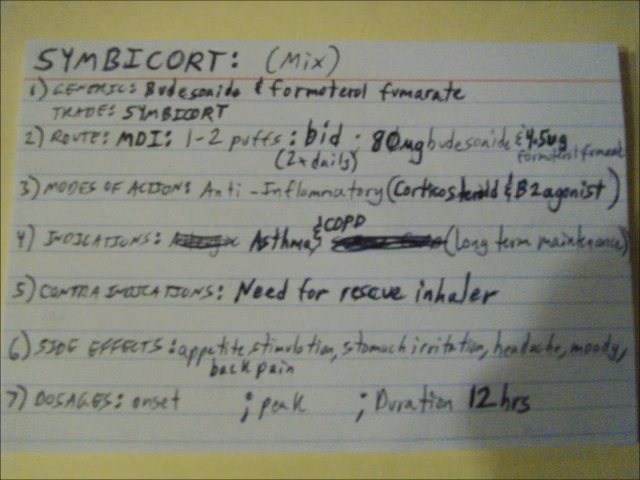 SYMBICORT: (Mix)
1) GENERIC: Budesonide & formoterol fumarate
TRADE: SYMBICORT
2) ROUTE: MDI: 1-2 puffs: bid · 80ug budesonide & 4.5ug
(2x daily) formoterol fumarate
3) MODES OF ACTION: Anti-Inflammatory (Corticosteroid & B2 agonist)
& COPD
4) INDICATIONS: Asthma, (long term maintenance)
5) CONTRAINDICATIONS: Need for rescue inhaler
6) SIDE EFFECTS: appetite stimulation, stomach irritation, headache, moody,
back pain
7) DOSAGES: onset ; peak ; Duration 12hrs